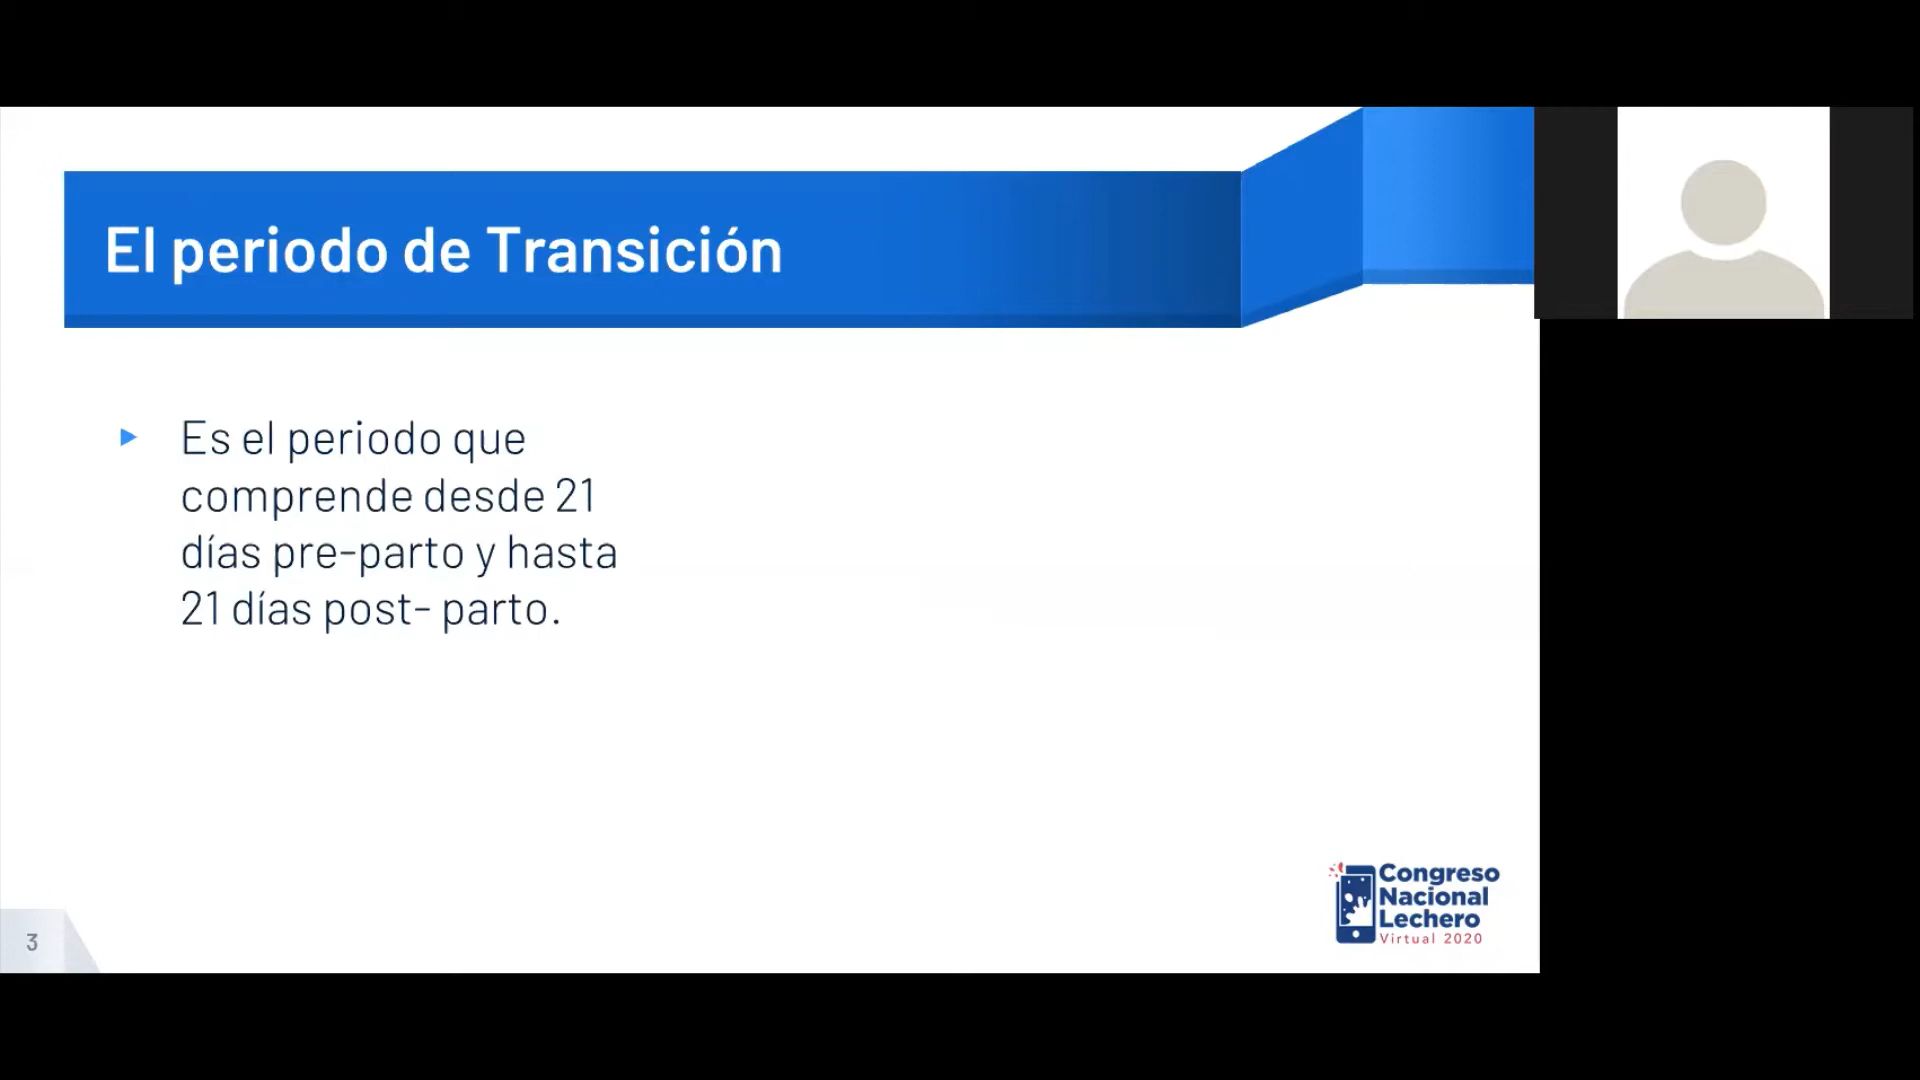 El periodo de Transición
Es el periodo que
comprende desde 21
días pre-parto y hasta
21 días post- parto.
Congreso
Nacional
Lechero
Virtual 2020
3